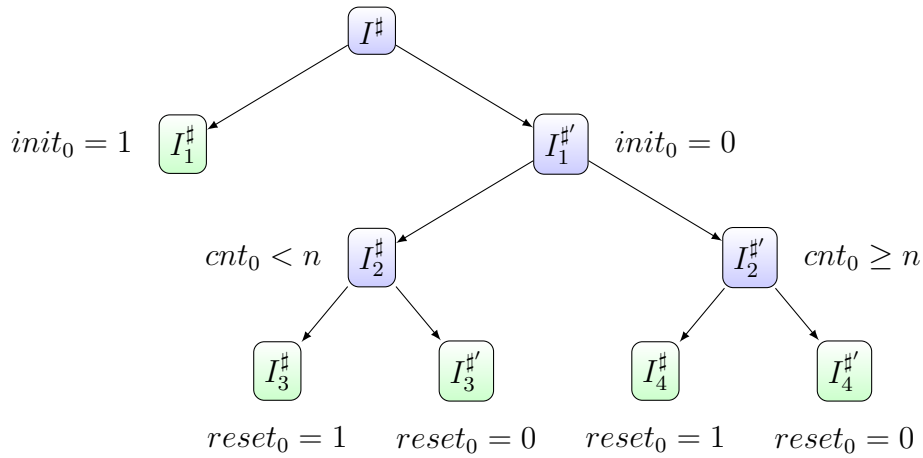 I♯
init₀ = 1 I₁♯ I₁♯′ init₀ = 0
cnt₀ < n I₂♯ I₂♯′ cnt₀ ≥ n
I₃♯ I₃♯′ I₄♯ I₄♯′
reset₀ = 1 reset₀ = 0 reset₀ = 1 reset₀ = 0